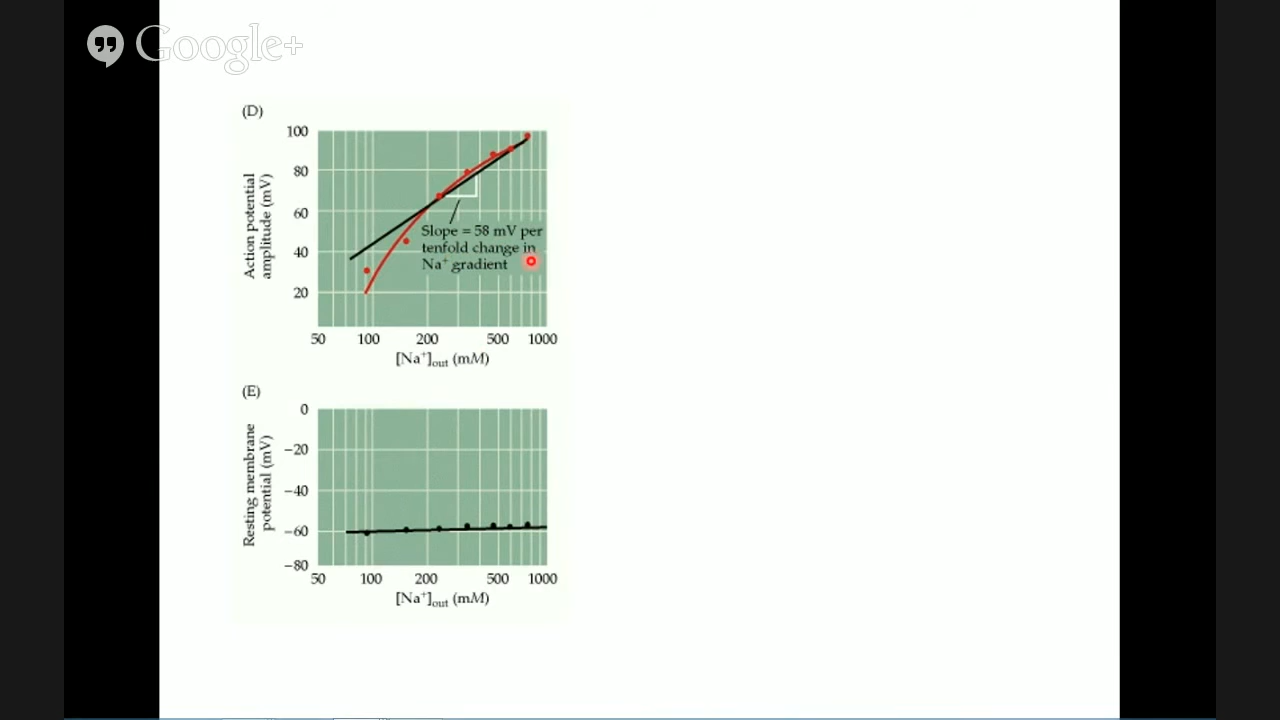 Google+
(D)
100
80
60
40
20
Action potential
amplitude (mV)
Slope = 58 mV per
tenfold change in
Na⁺ gradient
50 100 200 500 1000
[Na⁺]out (mM)
(E)
0
−20
−40
−60
−80
Resting membrane
potential (mV)
50 100 200 500 1000
[Na⁺]out (mM)